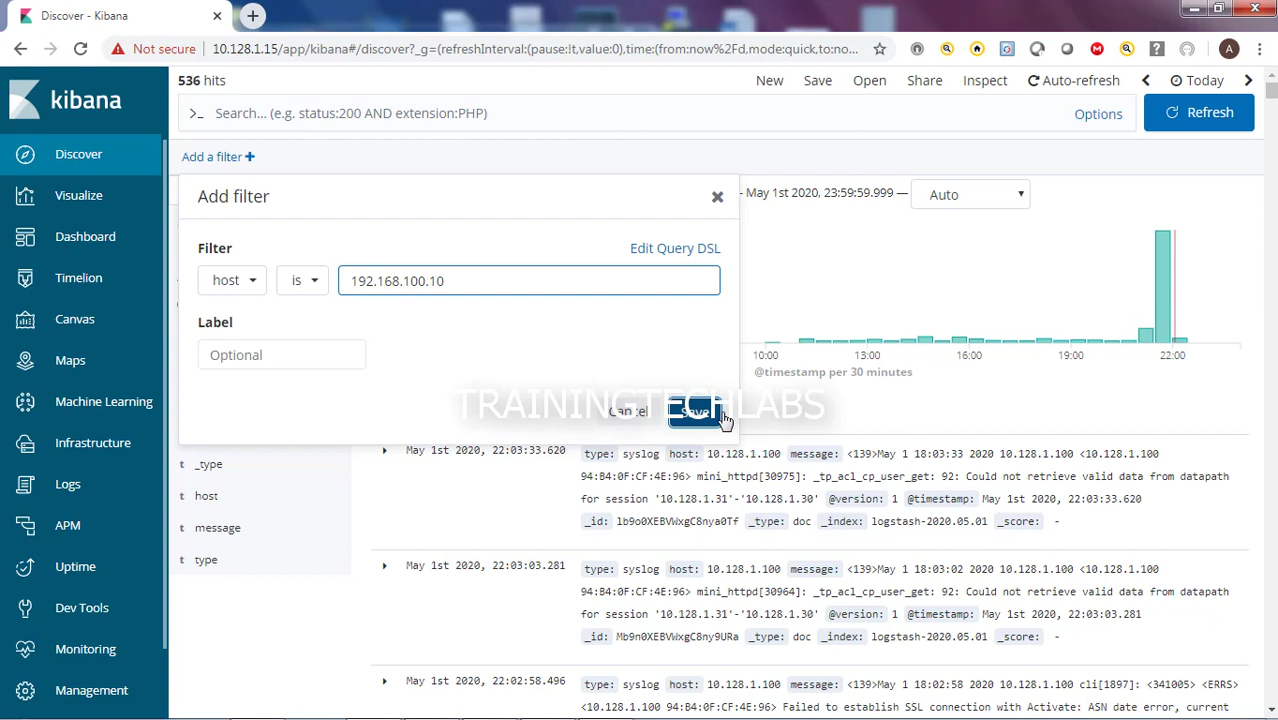 Discover - Kibana
Not secure 10.128.1.15/app/kibana#/discover?_g=(refreshInterval:(pause:!t,value:0),time:(from:now%2Fd,mode:quick,to:no...
A
kibana
Discover
Visualize
Dashboard
Timelion
Canvas
Maps
Machine Learning
Infrastructure
Logs
APM
Uptime
Dev Tools
Monitoring
Management
536 hits
New Save Open Share Inspect Auto-refresh Today
>_ Search... (e.g. status:200 AND extension:PHP) Options Refresh
Add a filter +
Add filter
Filter Edit Query DSL
host is 192.168.100.10
Label
Optional
Cancel Save
TRAININGTECHLABS
- May 1st 2020, 23:59:59.999 — Auto
10:00 13:00 16:00 19:00 22:00
@timestamp per 30 minutes
t _type
t host
t message
t type
May 1st 2020, 22:03:33.620 type: syslog host: 10.128.1.100 message: <139>May 1 18:03:33 2020 10.128.1.100 <10.128.1.100
94:B4:0F:CF:4E:96> mini_httpd[30975]: _tp_acl_cp_user_get: 92: Could not retrieve valid data from datapath
for session '10.128.1.31'-'10.128.1.30' @version: 1 @timestamp: May 1st 2020, 22:03:33.620
_id: lb9o0XEBVWxgC8nya0Tf _type: doc _index: logstash-2020.05.01 _score: -
May 1st 2020, 22:03:03.281 type: syslog host: 10.128.1.100 message: <139>May 1 18:03:02 2020 10.128.1.100 <10.128.1.100
94:B4:0F:CF:4E:96> mini_httpd[30964]: _tp_acl_cp_user_get: 92: Could not retrieve valid data from datapath
for session '10.128.1.31'-'10.128.1.30' @version: 1 @timestamp: May 1st 2020, 22:03:03.281
_id: Mb9n0XEBVWxgC8ny9URa _type: doc _index: logstash-2020.05.01 _score: -
May 1st 2020, 22:02:58.496 type: syslog host: 10.128.1.100 message: <139>May 1 18:02:58 2020 10.128.1.100 cli[1897]: <341005> <ERRS>
<10.128.1.100 94:B4:0F:CF:4E:96> Failed to establish SSL connection with Activate: ASN date error, current